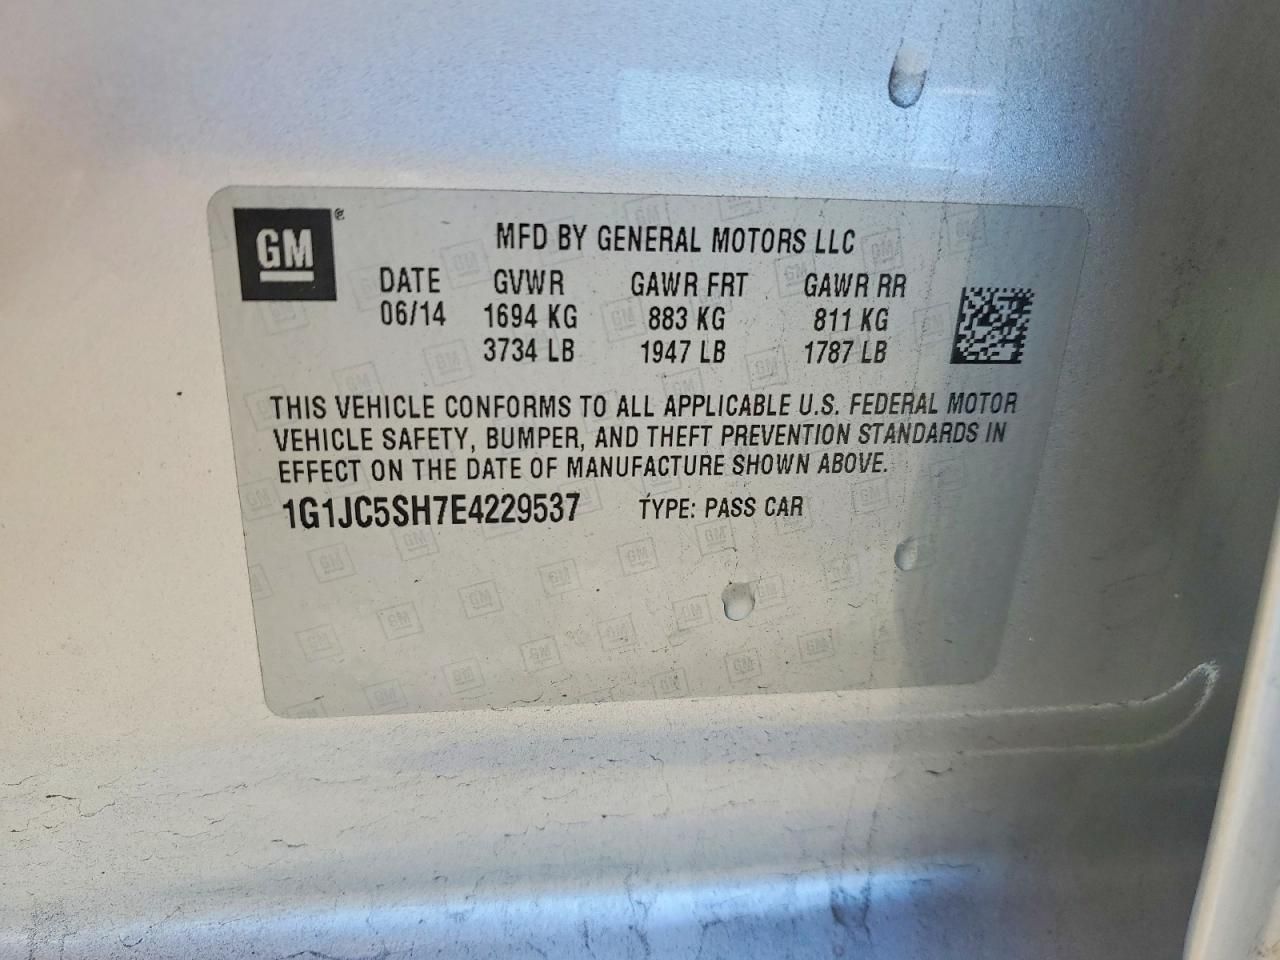 GM®
MFD BY GENERAL MOTORS LLC
DATE GVWR GAWR FRT GAWR RR
06/14 1694 KG 883 KG 811 KG
3734 LB 1947 LB 1787 LB
THIS VEHICLE CONFORMS TO ALL APPLICABLE U.S. FEDERAL MOTOR
VEHICLE SAFETY, BUMPER, AND THEFT PREVENTION STANDARDS IN
EFFECT ON THE DATE OF MANUFACTURE SHOWN ABOVE.
1G1JC5SH7E4229537 TYPE: PASS CAR